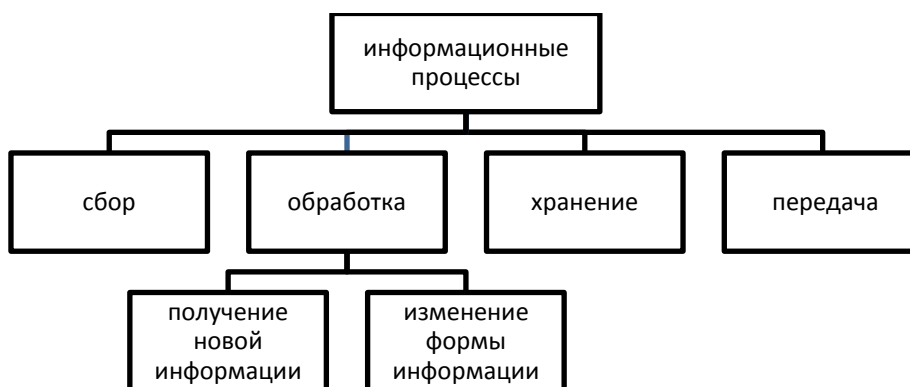 информационные
процессы
сбор
обработка
хранение
передача
получение
новой
информации
изменение
формы
информации